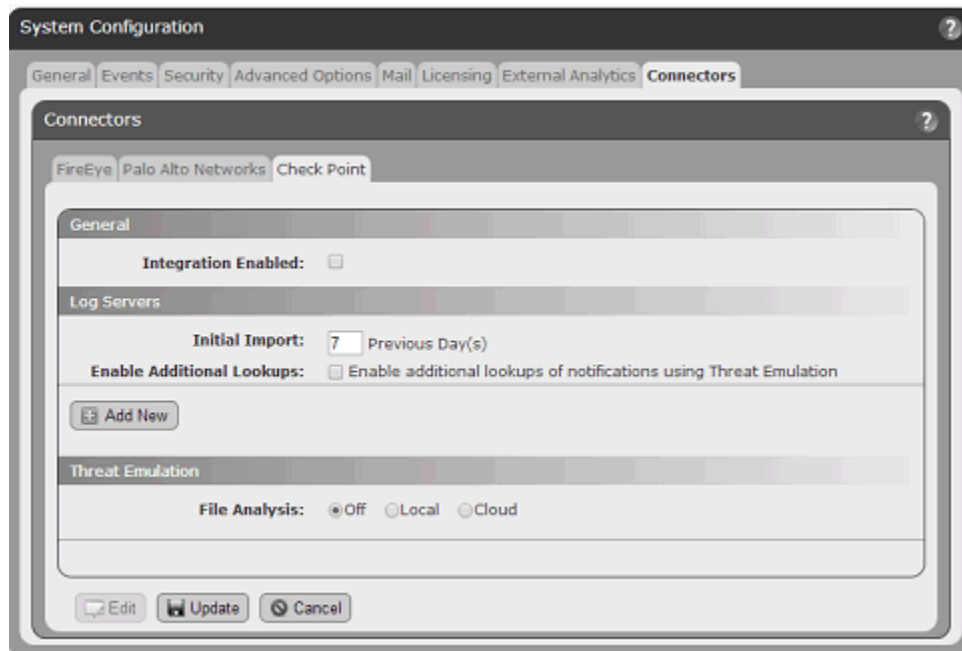 System Configuration
?
General Events Security Advanced Options Mail Licensing External Analytics Connectors
Connectors
?
FireEye Palo Alto Networks Check Point
General
Integration Enabled:
Log Servers
Initial Import: 7 Previous Day(s)
Enable Additional Lookups: Enable additional lookups of notifications using Threat Emulation
Add New
Threat Emulation
File Analysis: Off Local Cloud
Edit Update Cancel